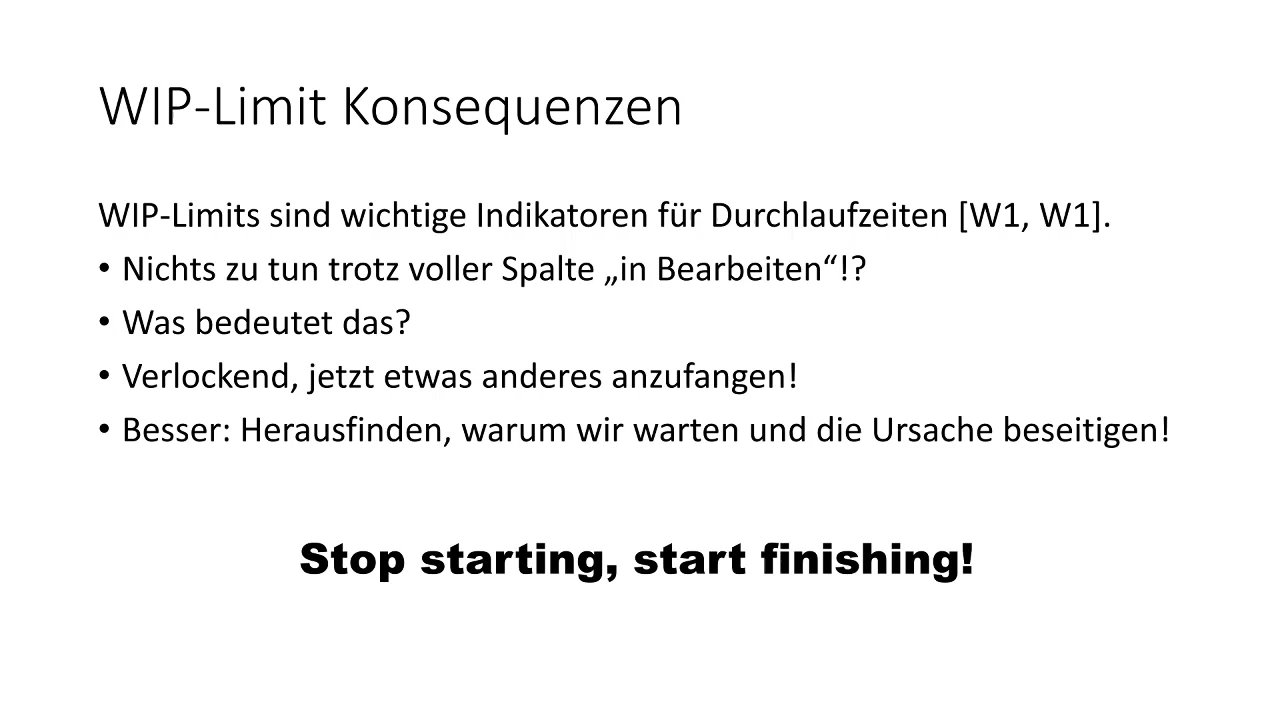 WIP-Limit Konsequenzen
WIP-Limits sind wichtige Indikatoren für Durchlaufzeiten [W1, W1].
• Nichts zu tun trotz voller Spalte „in Bearbeiten“!?
• Was bedeutet das?
• Verlockend, jetzt etwas anderes anzufangen!
• Besser: Herausfinden, warum wir warten und die Ursache beseitigen!
Stop starting, start finishing!